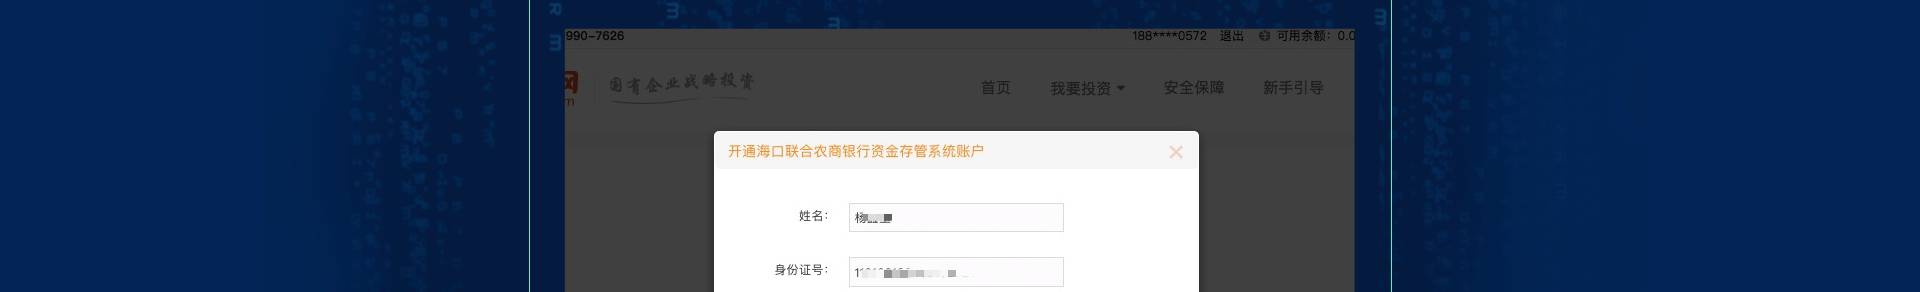 990-7626
188****0572 退出 可用余额：0.0
网
国有企业战略投资
首页 我要投资 安全保障 新手引导
开通海口联合农商银行资金存管系统账户
姓名：
杨
身份证号：